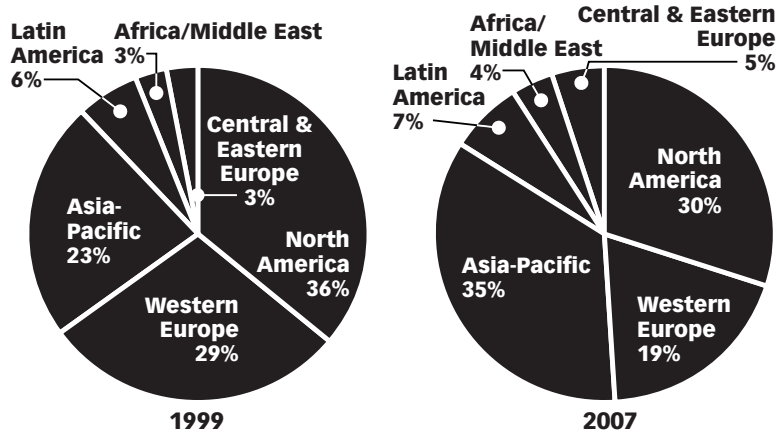 Latin
America
6%
Africa/Middle East
3%
Central &
Eastern
Europe
3%
Asia-
Pacific
23%
North
America
36%
Western
Europe
29%
1999
Africa/
Middle East
4%
Central & Eastern
Europe
5%
Latin
America
7%
North
America
30%
Asia-Pacific
35%
Western
Europe
19%
2007